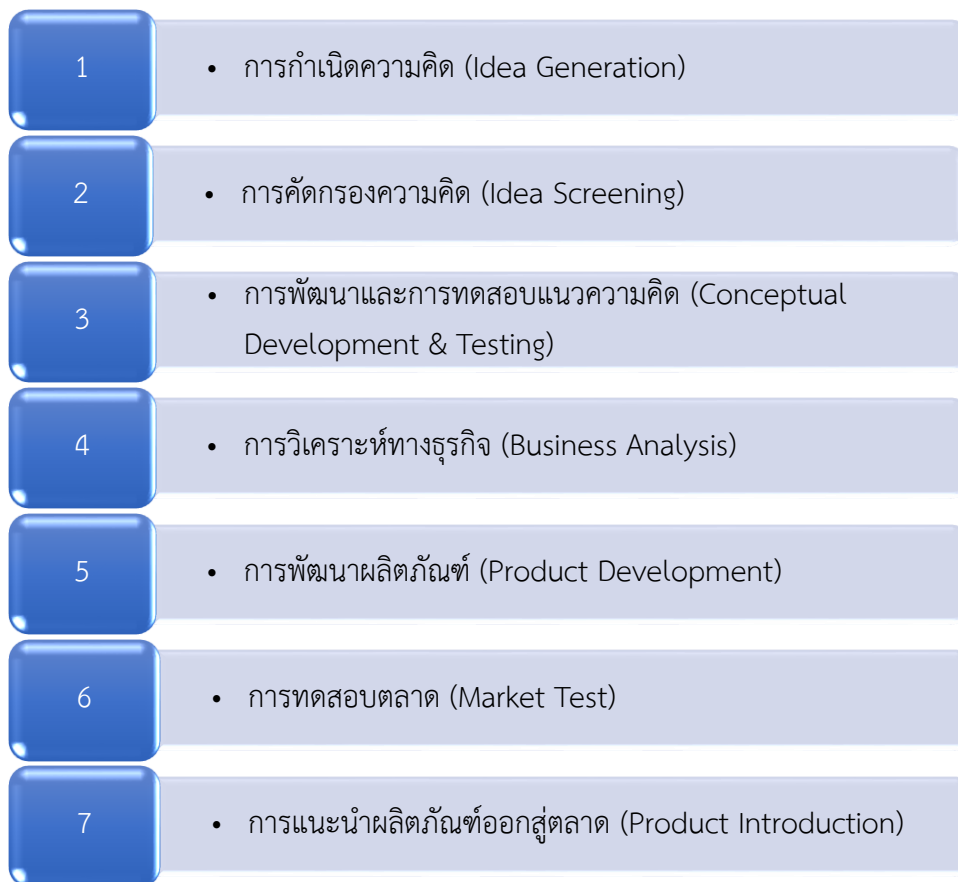 1
• การกำเนิดความคิด (Idea Generation)
2
• การคัดกรองความคิด (Idea Screening)
3
• การพัฒนาและการทดสอบแนวความคิด (Conceptual
Development & Testing)
4
• การวิเคราะห์ทางธุรกิจ (Business Analysis)
5
• การพัฒนาผลิตภัณฑ์ (Product Development)
6
• การทดสอบตลาด (Market Test)
7
• การแนะนำผลิตภัณฑ์ออกสู่ตลาด (Product Introduction)